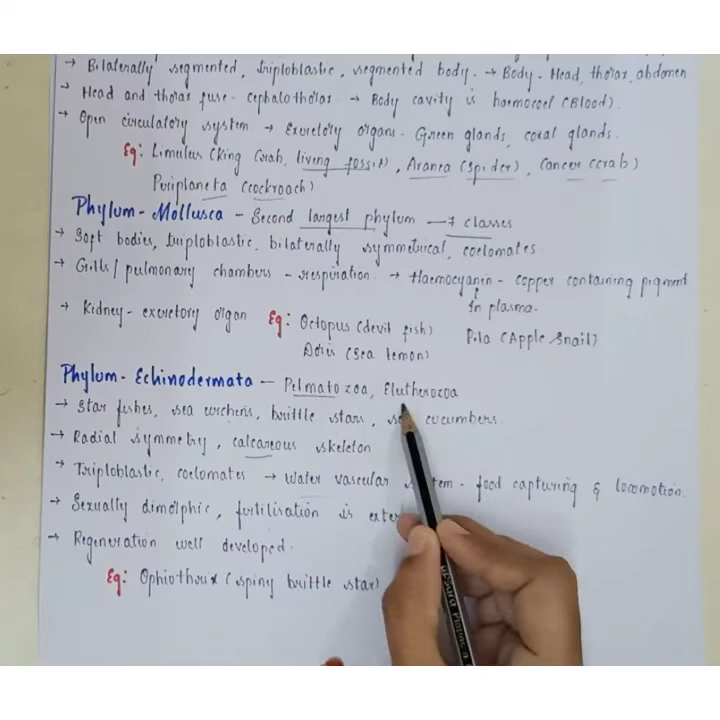 → Bilaterally segmented, triploblastic, segmented body. → Body - Head, thorax, abdomen
→ Head and thorax fuse - cephalothorax → Body cavity is haemocoel (Blood).
→ Open circulatory system → Excretory organs - Green glands, coxal glands.
Eg: Limulus (King Crab, living fossil), Aranea (Spider), Cancer (crab)
Periplaneta (cockroach)
Phylum - Mollusca - Second largest phylum — 7 classes
→ Soft bodies, triploblastic, bilaterally symmetrical, coelomates.
→ Gills/pulmonary chambers - respiration. → Haemocyanin - copper containing pigment
in plasma.
→ Kidney - excretory organ Eg: Octopus (devil fish) Pila (Apple Snail)
Doris (Sea lemon)
Phylum - Echinodermata — Pelmatozoa, Elutherozoa
→ Star fishes, sea urchins, brittle stars, cucumbers.
→ Radial symmetry, calcareous skeleton
→ Triploblastic, coelomates → Water vascular - food capturing & locomotion.
→ Sexually dimorphic, fertilisation is
→ Regeneration well developed.
Eg: Ophiothrix (spiny brittle star)